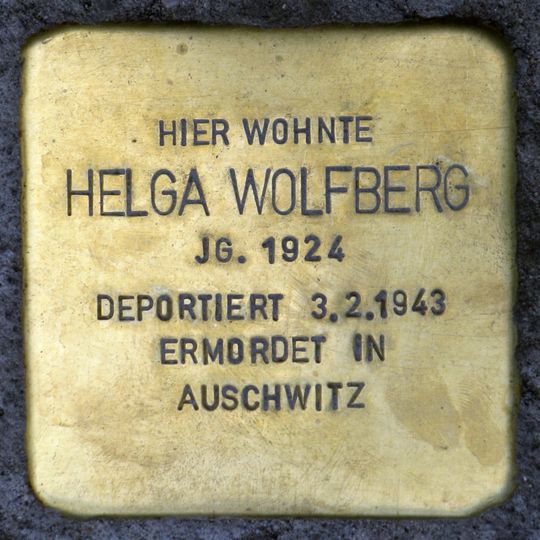 HIER WOHNTE
HELGA WOLFBERG
JG. 1924
DEPORTIERT 3.2.1943
ERMORDET IN
AUSCHWITZ